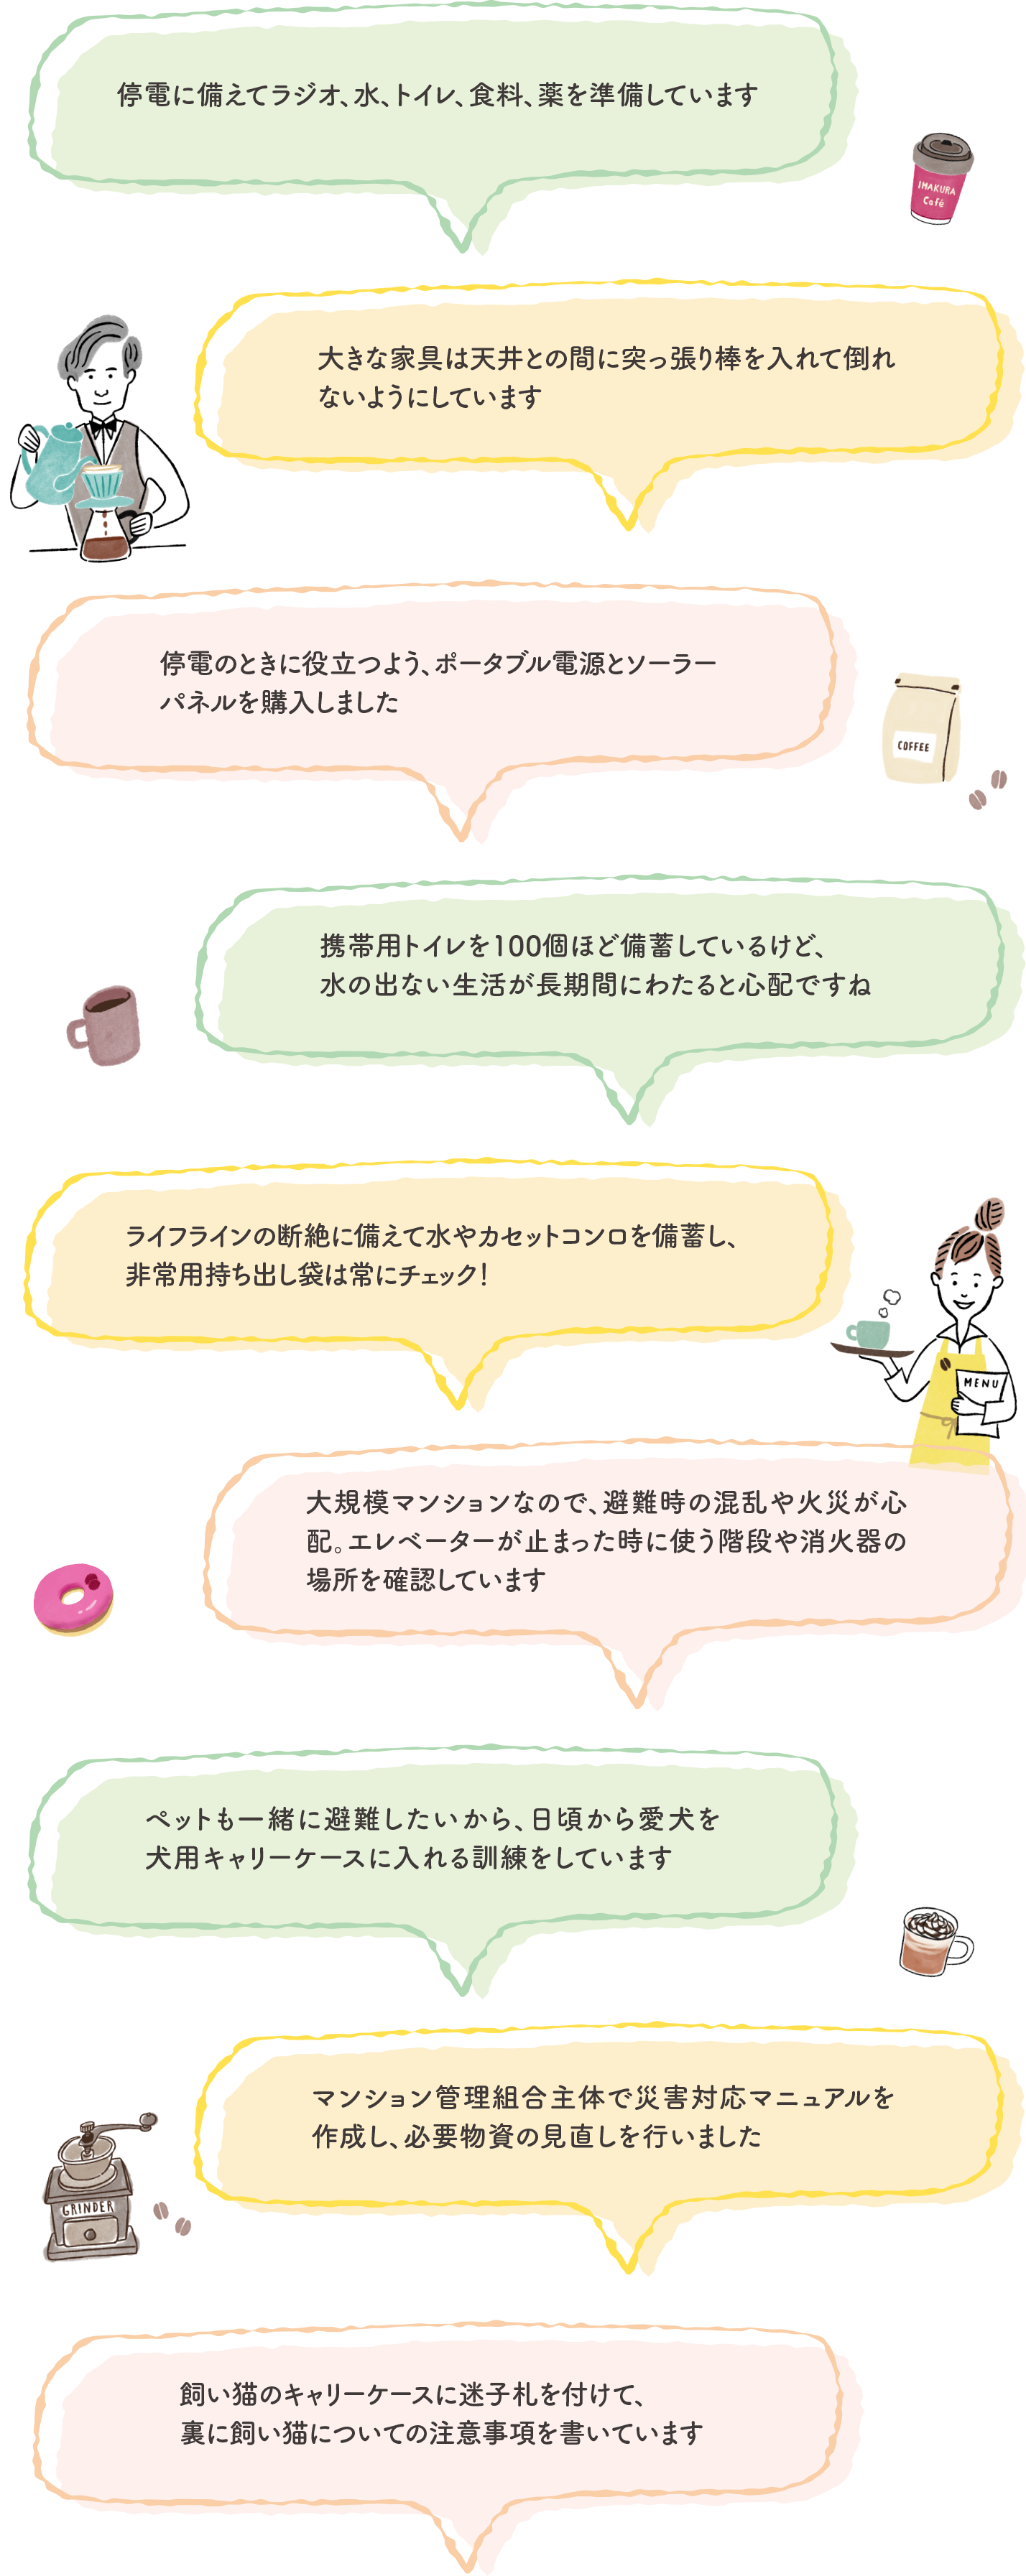 停電に備えてラジオ、水、トイレ、食料、薬を準備しています
IMAKURA
Café
大きな家具は天井との間に突っ張り棒を入れて倒れ
ないようにしています
停電のときに役立つよう、ポータブル電源とソーラー
パネルを購入しました
COFFEE
携帯用トイレを100個ほど備蓄しているけど、
水の出ない生活が長期間にわたると心配ですね
ライフラインの断絶に備えて水やカセットコンロを備蓄し、
非常用持ち出し袋は常にチェック！
MENU
大規模マンションなので、避難時の混乱や火災が心
配。エレベーターが止まった時に使う階段や消火器の
場所を確認しています
ペットも一緒に避難したいから、日頃から愛犬を
犬用キャリーケースに入れる訓練をしています
マンション管理組合主体で災害対応マニュアルを
作成し、必要物資の見直しを行いました
GRINDER
飼い猫のキャリーケースに迷子札を付けて、
裏に飼い猫についての注意事項を書いています